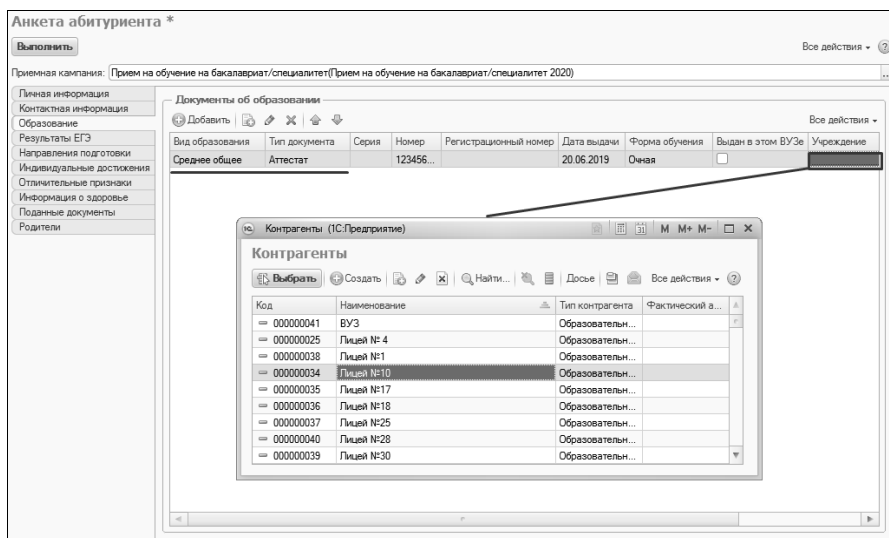 Анкета абитуриента *
Выполнить
Все действия
Приемная кампания: Прием на обучение на бакалавриат/специалитет(Прием на обучение на бакалавриат/специалитет 2020)
Личная информация
Контактная информация
Образование
Результаты ЕГЭ
Направления подготовки
Индивидуальные достижения
Отличительные признаки
Информация о здоровье
Поданные документы
Родители
Документы об образовании
Добавить
Все действия
Вид образования Тип документа Серия Номер Регистрационный номер Дата выдачи Форма обучения Выдан в этом ВУЗе Учреждение
Среднее общее Аттестат 123456... 20.06.2019 Очная
Контрагенты (1С:Предприятие) M M+ M-
Контрагенты
Выбрать Создать Найти... Досье Все действия
Код Наименование Тип контрагента Фактический а...
000000041 ВУЗ Образовательн...
000000025 Лицей № 4 Образовательн...
000000038 Лицей №1 Образовательн...
000000034 Лицей №10 Образовательн...
000000035 Лицей №17 Образовательн...
000000036 Лицей №18 Образовательн...
000000037 Лицей №25 Образовательн...
000000040 Лицей №28 Образовательн...
000000039 Лицей №30 Образовательн...